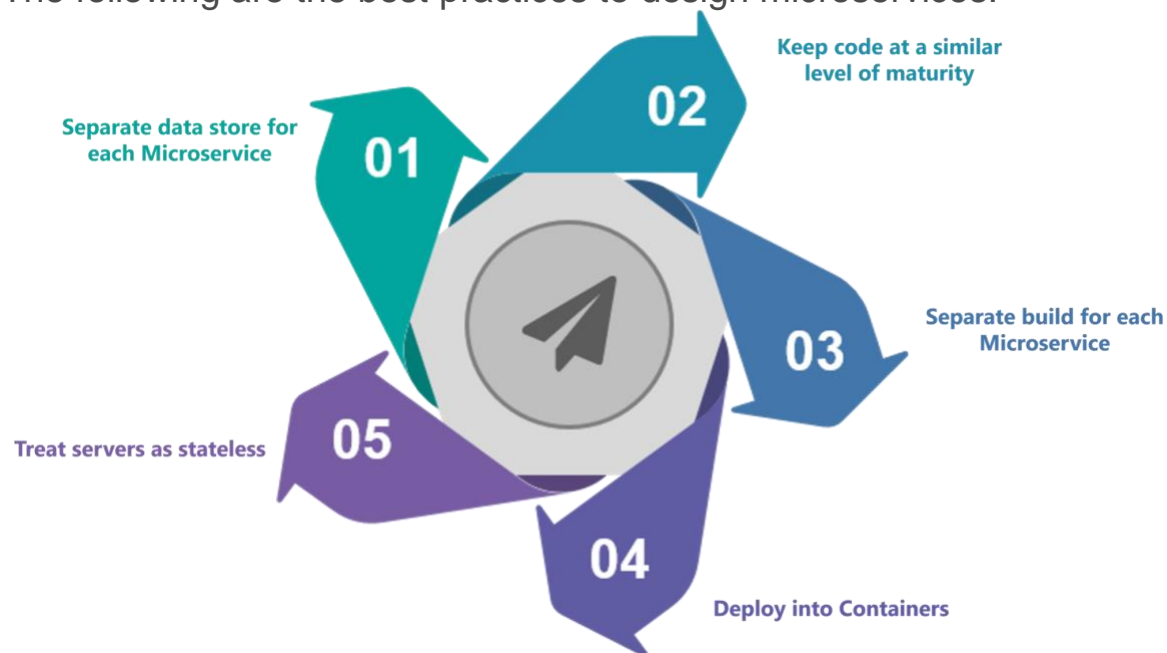 The following are the best practices to design microservices:
Keep code at a similar
level of maturity
02
Separate data store for
each Microservice
01
Separate build for each
Microservice
03
Treat servers as stateless
05
04
Deploy into Containers